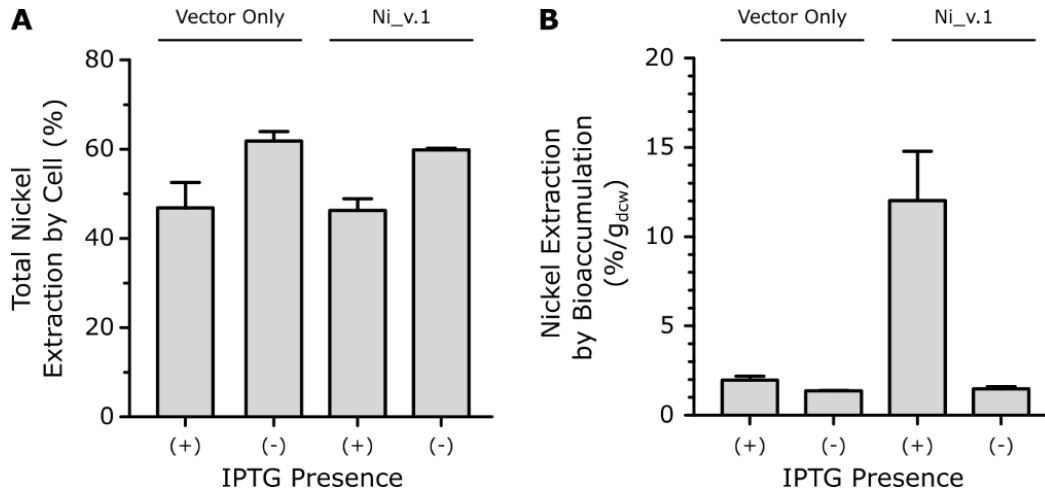 A
Vector Only
Ni_v.1
Total Nickel
Extraction by Cell (%)
80
60
40
20
0
(+)
(-)
(+)
(-)
IPTG Presence
B
Vector Only
Ni_v.1
Nickel Extraction
by Bioaccumulation
(%/gdcw)
20
15
10
5
0
(+)
(-)
(+)
(-)
IPTG Presence